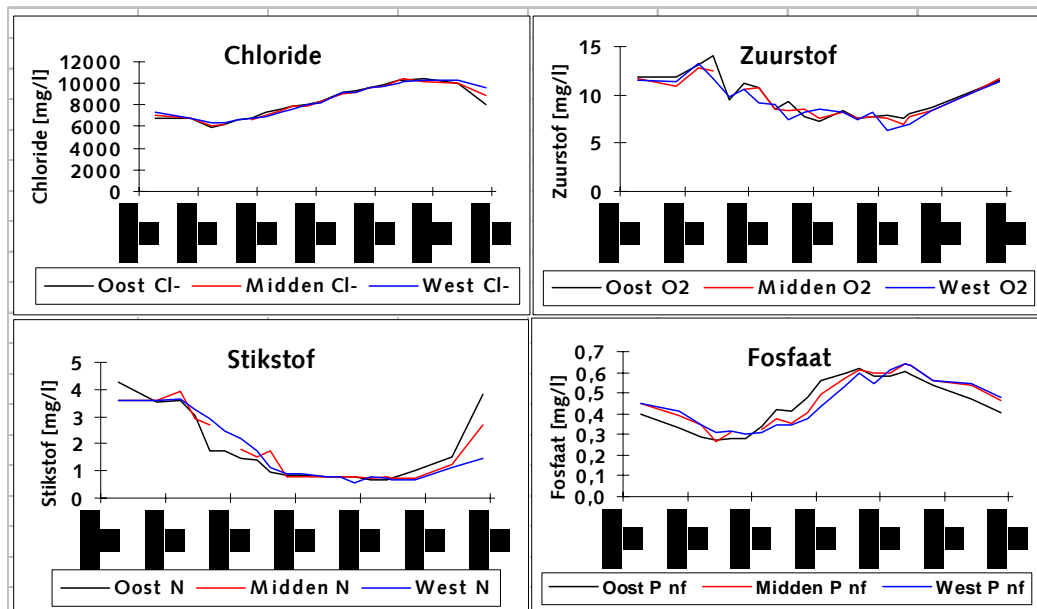 Chloride
Chloride [mg/l]
12000
10000
8000
6000
4000
2000
0
Oost Cl- Midden Cl- West Cl-
Zuurstof
Zuurstof [mg/l]
15
10
5
0
Oost O2 Midden O2 West O2
Stikstof
Stikstof [mg/l]
5
4
3
2
1
0
Oost N Midden N West N
Fosfaat
Fosfaat [mg/l]
0,7
0,6
0,5
0,4
0,3
0,2
0,1
0,0
Oost P nf Midden P nf West P nf